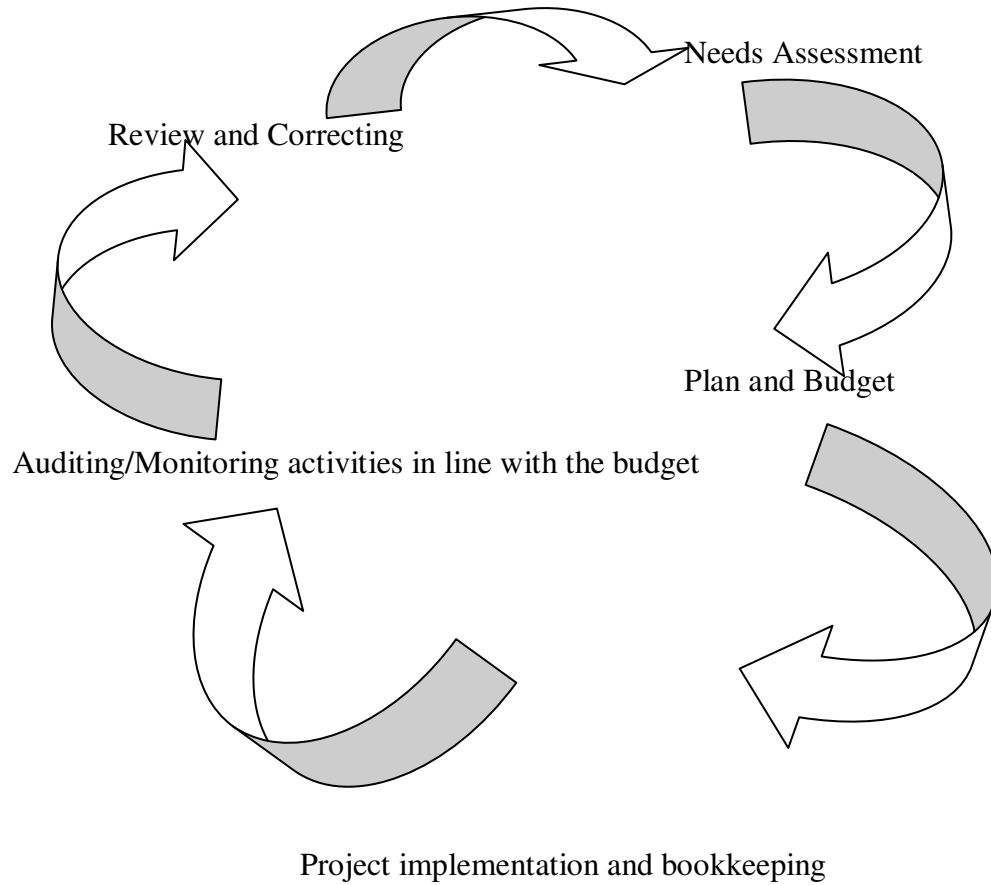 Needs Assessment
Review and Correcting
Plan and Budget
Auditing/Monitoring activities in line with the budget
Project implementation and bookkeeping